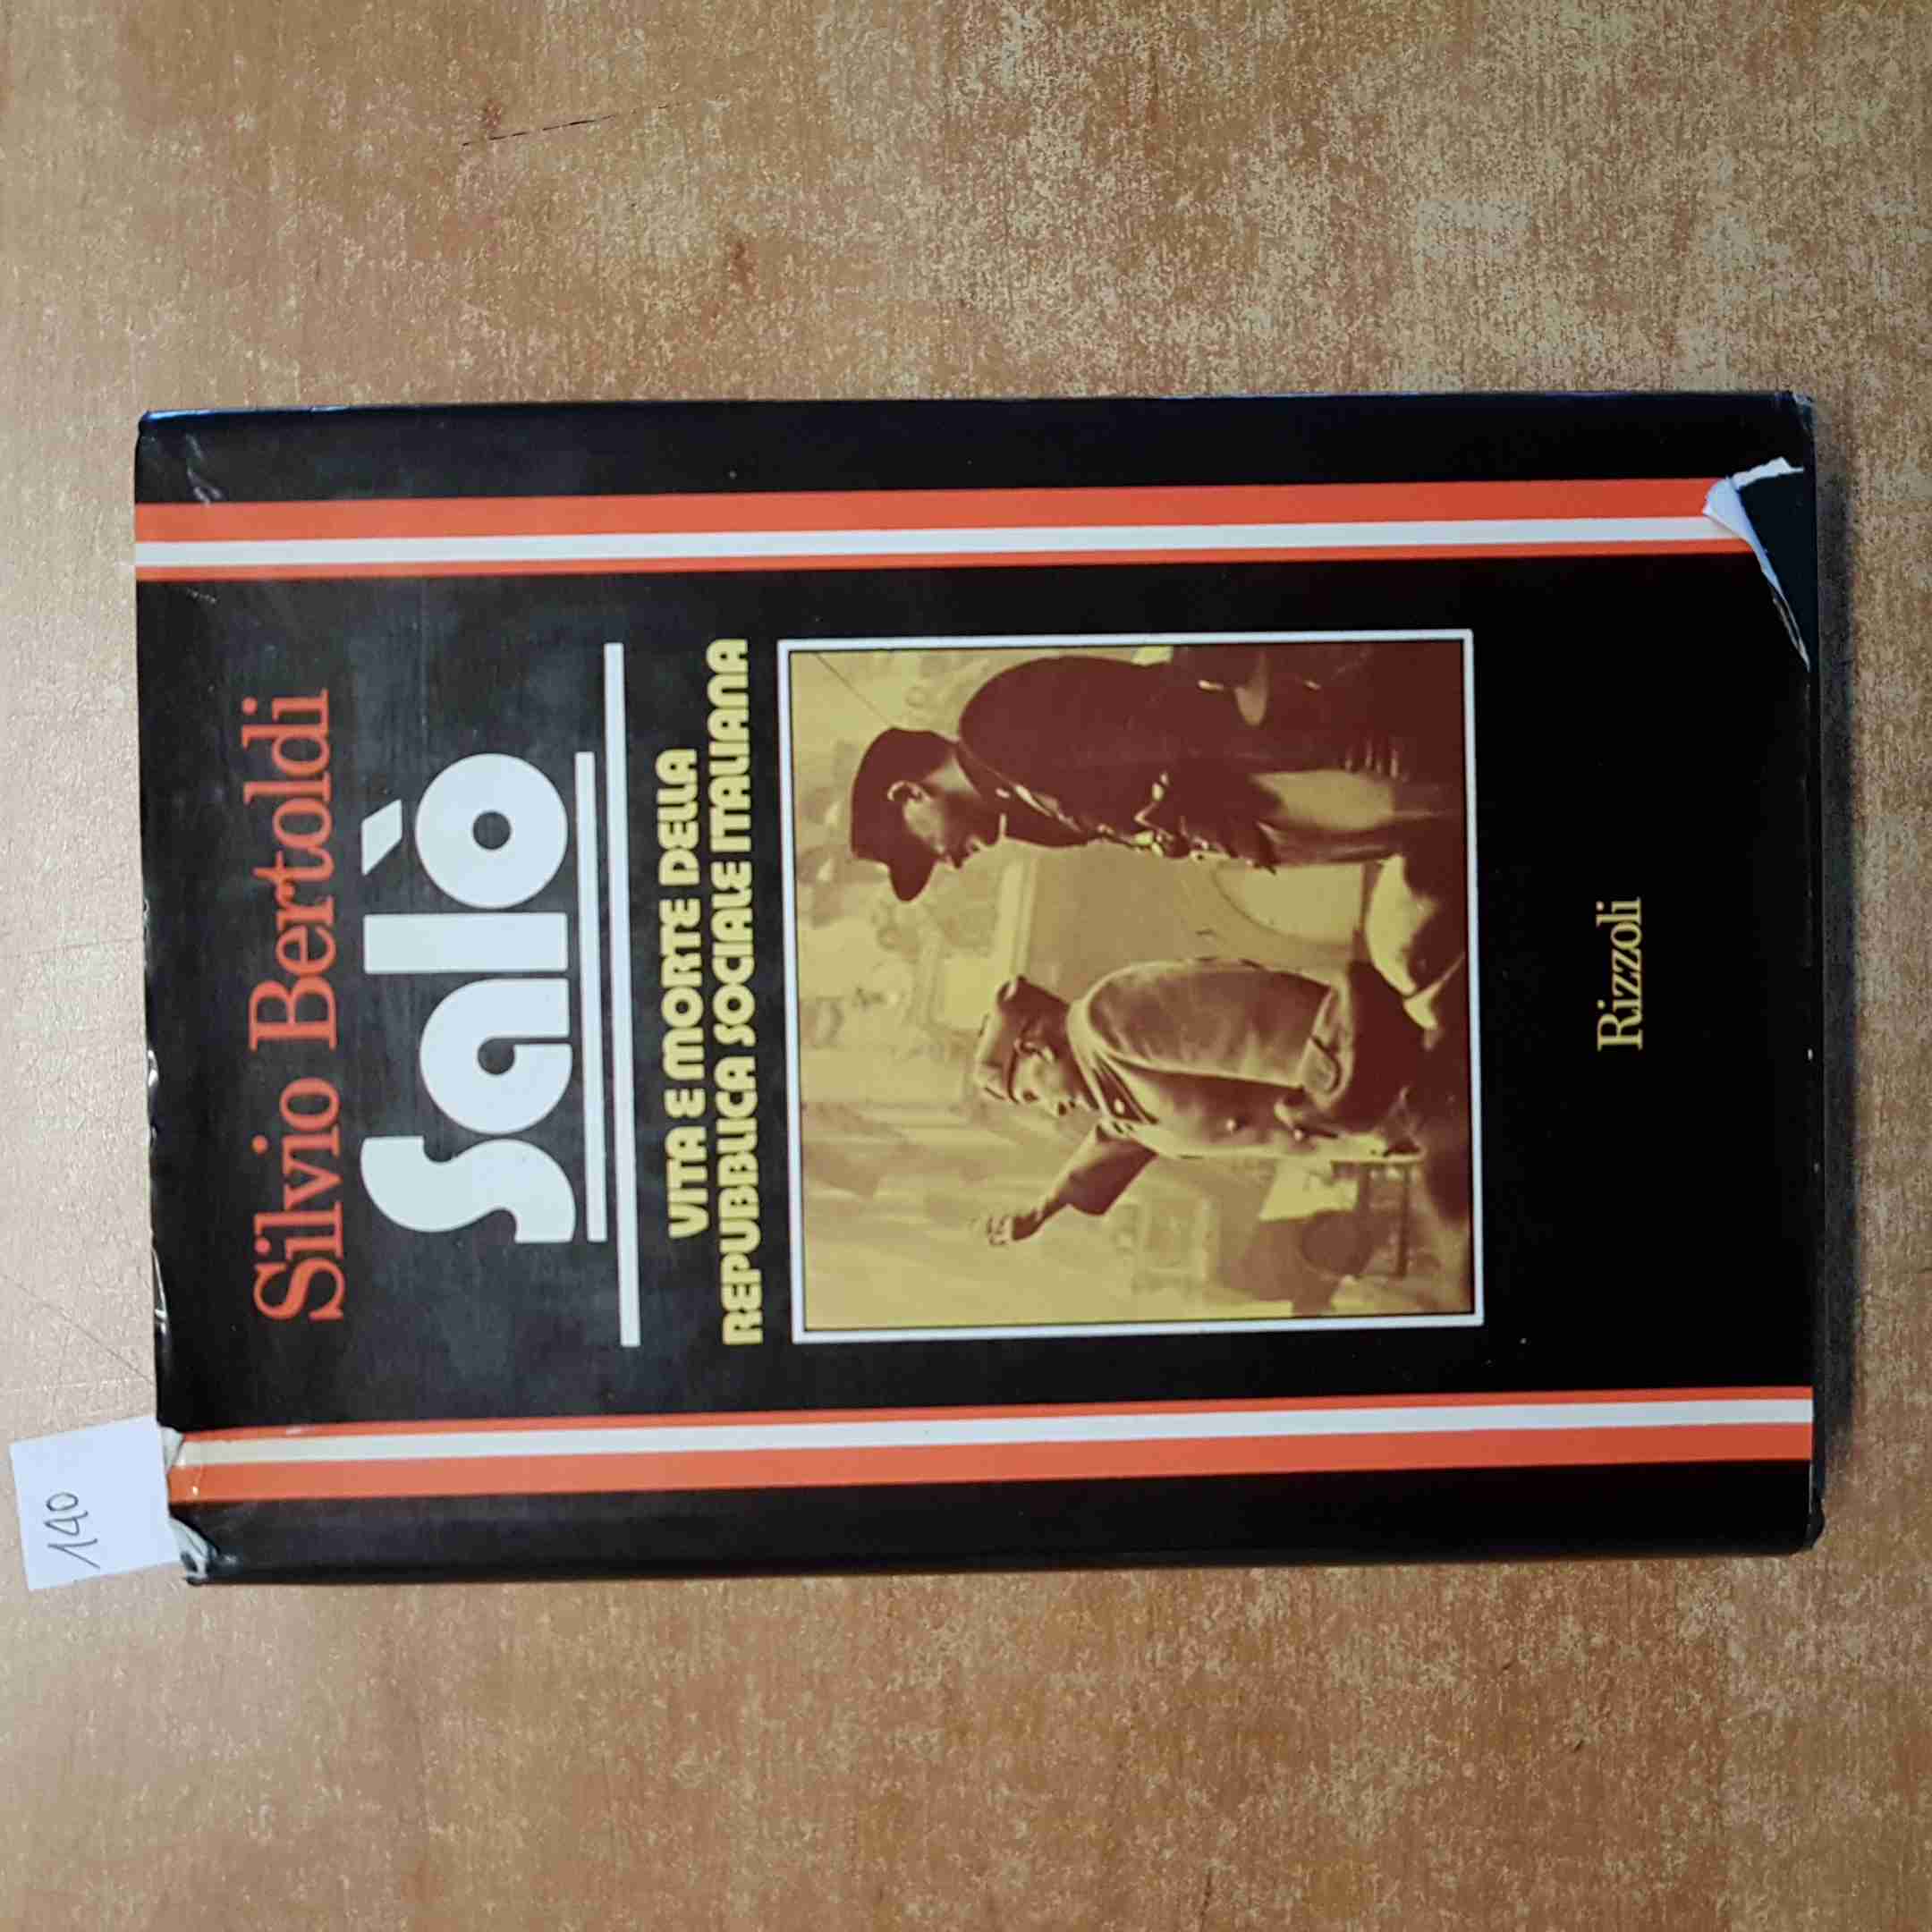 140
Silvio Bertoldi
Salò
VITA E MORTE DELLA
REPUBBLICA SOCIALE ITALIANA
Rizzoli